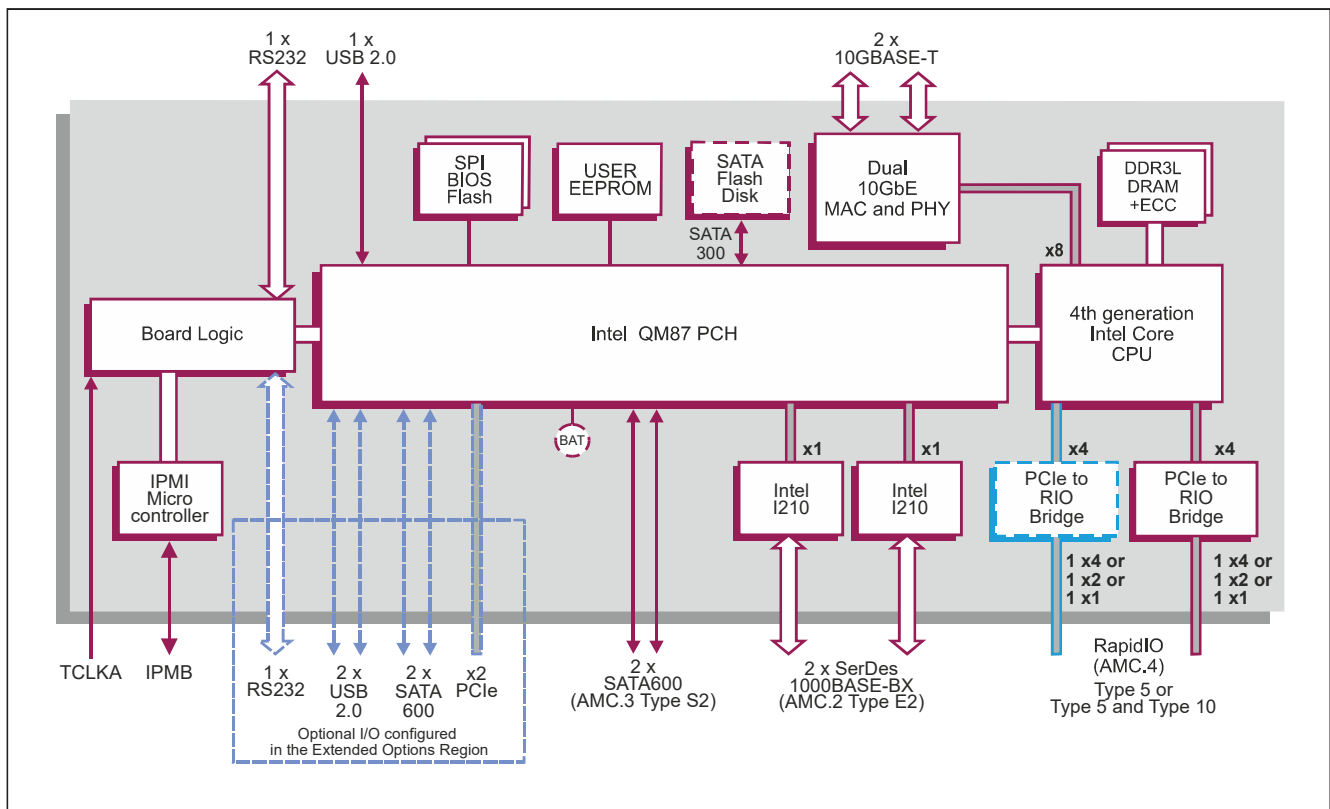 1 x
RS232
1 x
USB 2.0
2 x
10GBASE-T
SPI
BIOS
Flash
USER
EEPROM
SATA
Flash
Disk
Dual
10GbE
MAC and PHY
DDR3L
DRAM
+ECC
SATA
300
x8
Board Logic
Intel QM87 PCH
4th generation
Intel Core
CPU
BAT
x1
x1
x4
x4
IPMI
Micro
controller
Intel
I210
Intel
I210
PCIe to
RIO
Bridge
PCIe to
RIO
Bridge
1 x4 or
1 x2 or
1 x1
1 x4 or
1 x2 or
1 x1
TCLKA
IPMB
1 x
RS232
2 x
USB
2.0
2 x
SATA
600
x2
PCIe
Optional I/O configured
in the Extended Options Region
2 x
SATA600
(AMC.3 Type S2)
2 x SerDes
1000BASE-BX
(AMC.2 Type E2)
RapidIO
(AMC.4)
Type 5 or
Type 5 and Type 10